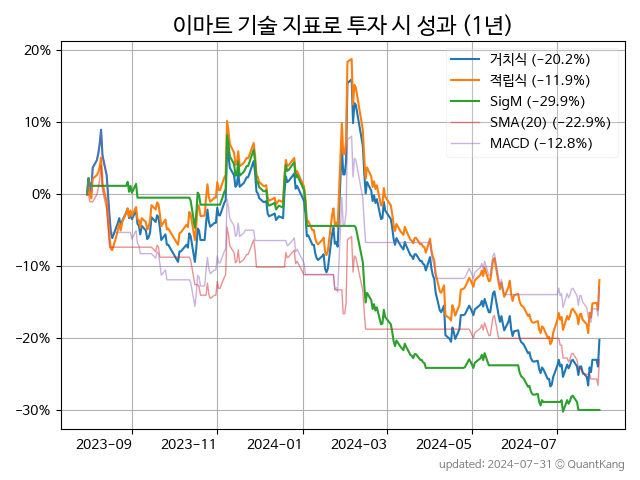 이마트 기술 지표로 투자 시 성과 (1년)
거치식 (−20.2%)
적립식 (−11.9%)
SigM (−29.9%)
SMA(20) (−22.9%)
MACD (−12.8%)
20%
10%
0%
−10%
−20%
−30%
2023-09 2023-11 2024-01 2024-03 2024-05 2024-07
updated: 2024-07-31 © QuantKang